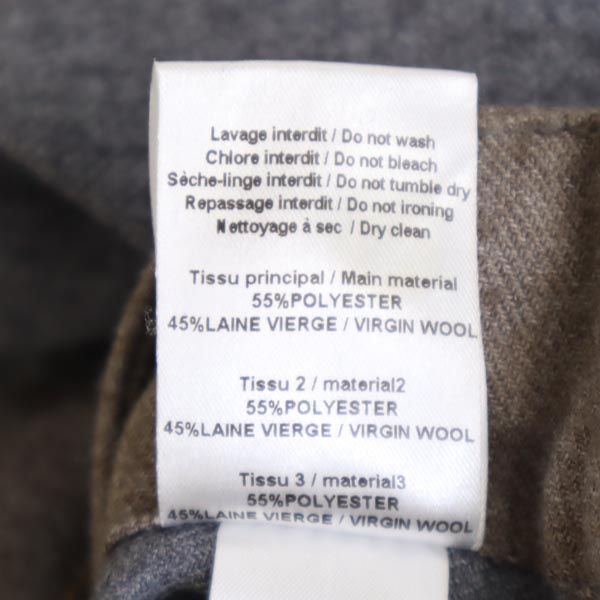 Lavage interdit / Do not wash
Chlore interdit / Do not bleach
Sèche-linge interdit / Do not tumble dry
Repassage interdit / Do not ironing
Nettoyage à sec / Dry clean
Tissu principal / Main material
55%POLYESTER
45%LAINE VIERGE / VIRGIN WOOL
Tissu 2 / material2
55%POLYESTER
45%LAINE VIERGE / VIRGIN WOOL
Tissu 3 / material3
55%POLYESTER
45%LAINE VIERGE / VIRGIN WOOL